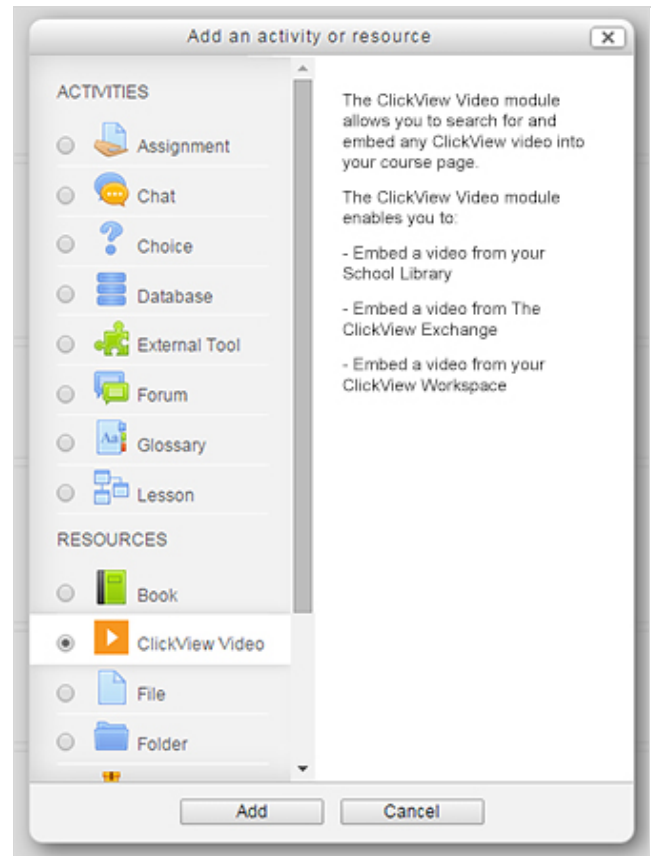 Add an activity or resource
ACTIVITIES
Assignment
Chat
Choice
Database
External Tool
Forum
Aa
Glossary
Lesson
RESOURCES
Book
ClickView Video
File
Folder
The ClickView Video module
allows you to search for and
embed any ClickView video into
your course page.
The ClickView Video module
enables you to:
- Embed a video from your
School Library
- Embed a video from The
ClickView Exchange
- Embed a video from your
ClickView Workspace
Add
Cancel